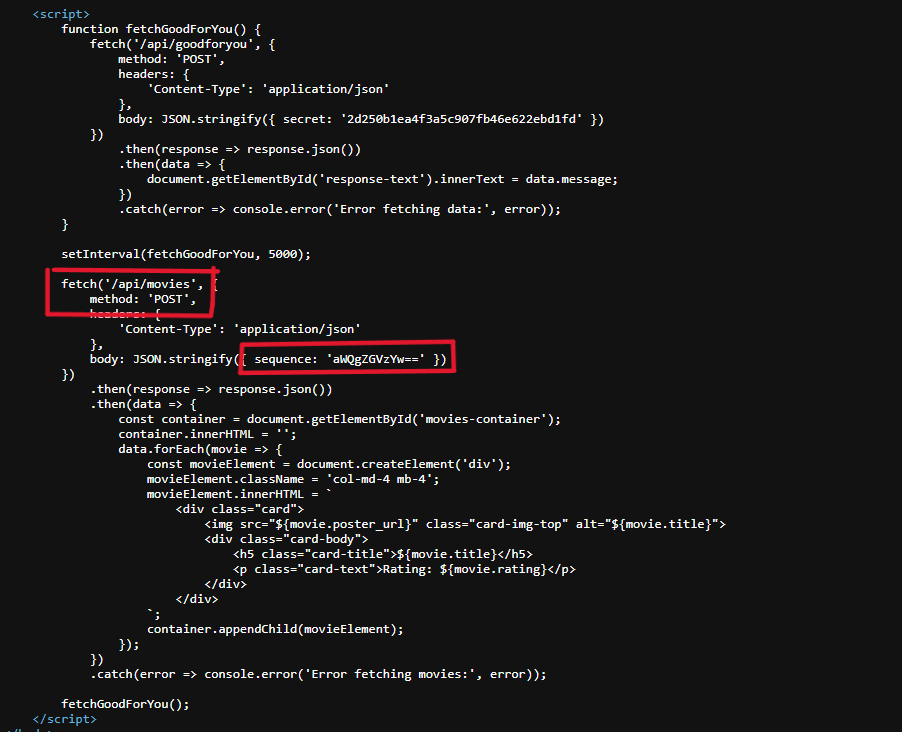 <script>
function fetchGoodForYou() {
fetch('/api/goodforyou', {
method: 'POST',
headers: {
'Content-Type': 'application/json'
},
body: JSON.stringify({ secret: '2d250b1ea4f3a5c907fb46e622ebd1fd' })
})
.then(response => response.json())
.then(data => {
document.getElementById('response-text').innerText = data.message;
})
.catch(error => console.error('Error fetching data:', error));
}
setInterval(fetchGoodForYou, 5000);
fetch('/api/movies', {
method: 'POST',
headers: {
'Content-Type': 'application/json'
},
body: JSON.stringify({ sequence: 'aWQgZGVzYw==' })
})
.then(response => response.json())
.then(data => {
const container = document.getElementById('movies-container');
container.innerHTML = '';
data.forEach(movie => {
const movieElement = document.createElement('div');
movieElement.className = 'col-md-4 mb-4';
movieElement.innerHTML = `
<div class="card">
<img src="${movie.poster_url}" class="card-img-top" alt="${movie.title}">
<div class="card-body">
<h5 class="card-title">${movie.title}</h5>
<p class="card-text">Rating: ${movie.rating}</p>
</div>
</div>
`;
container.appendChild(movieElement);
});
})
.catch(error => console.error('Error fetching movies:', error));
fetchGoodForYou();
</script>